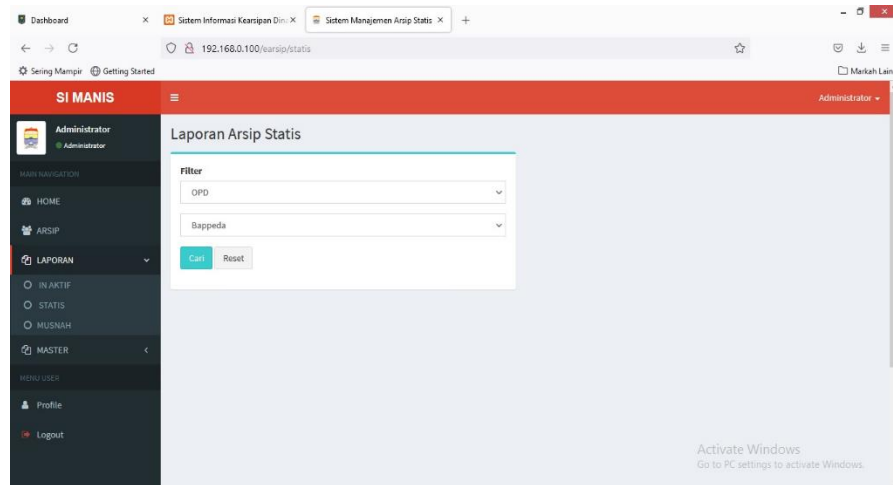 Dashboard
Sistem Informasi Kearsipan Din
Sistem Manajemen Arsip Statis
192.168.0.100/earsip/statis
Sering Mampir
Getting Started
Markah Lain
SI MANIS
Administrator
Administrator
Administrator
MAIN NAVIGATION
HOME
ARSIP
LAPORAN
IN AKTIF
STATIS
MUSNAH
MASTER
MENU USER
Profile
Logout
Laporan Arsip Statis
Filter
OPD
Bappeda
Cari
Reset
Activate Windows
Go to PC settings to activate Windows.